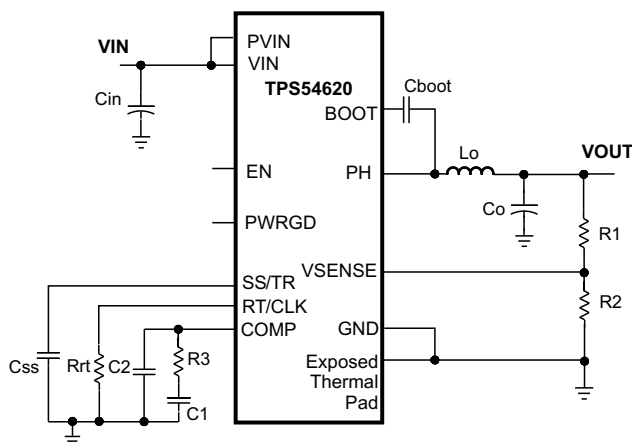 VIN
PVIN
VIN
TPS54620
Cin
BOOT
Cboot
EN
PH
Lo
VOUT
PWRGD
Co
R1
VSENSE
SS/TR
RT/CLK
R2
COMP
GND
Css
Rrt
C2
R3
C1
Exposed
Thermal
Pad